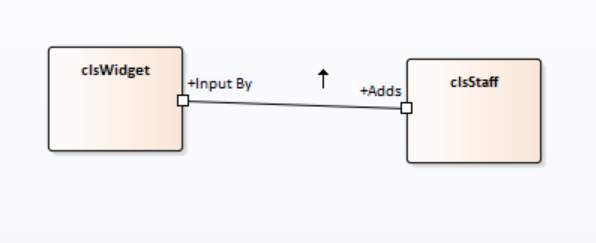 clsWidget
clsStaff
+Input By
+Adds